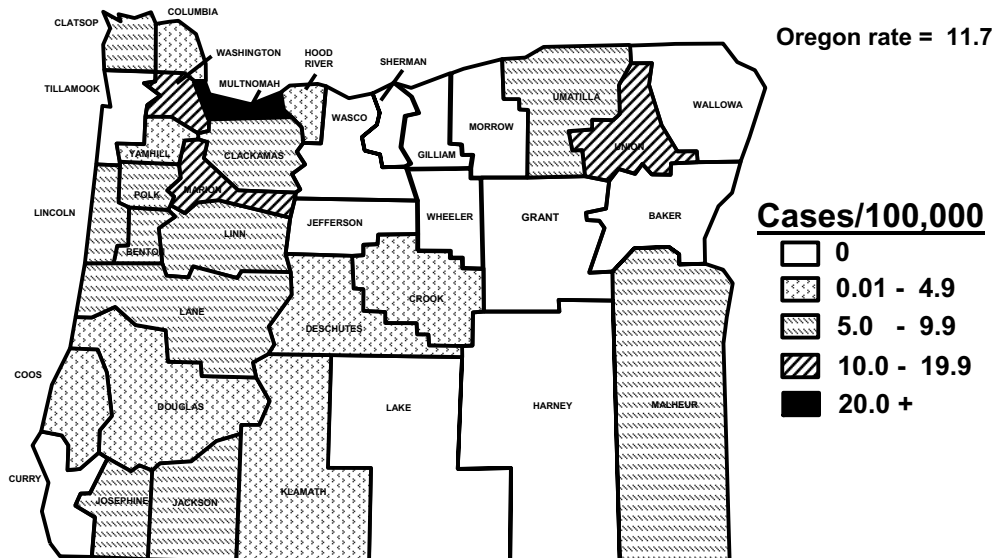 COLUMBIA
CLATSOP
WASHINGTON
HOOD
RIVER
SHERMAN
Oregon rate = 11.7
TILLAMOOK
MULTNOMAH
WASCO
UMATILLA
WALLOWA
MORROW
GILLIAM
UNION
YAMHILL
CLACKAMAS
MARION
POLK
LINCOLN
JEFFERSON
WHEELER
GRANT
BAKER
LINN
BENTON
Cases/100,000
0
0.01 - 4.9
5.0 - 9.9
10.0 - 19.9
20.0 +
LANE
CROOK
DESCHUTES
COOS
DOUGLAS
LAKE
HARNEY
MALHEUR
CURRY
JOSEPHINE
JACKSON
KLAMATH